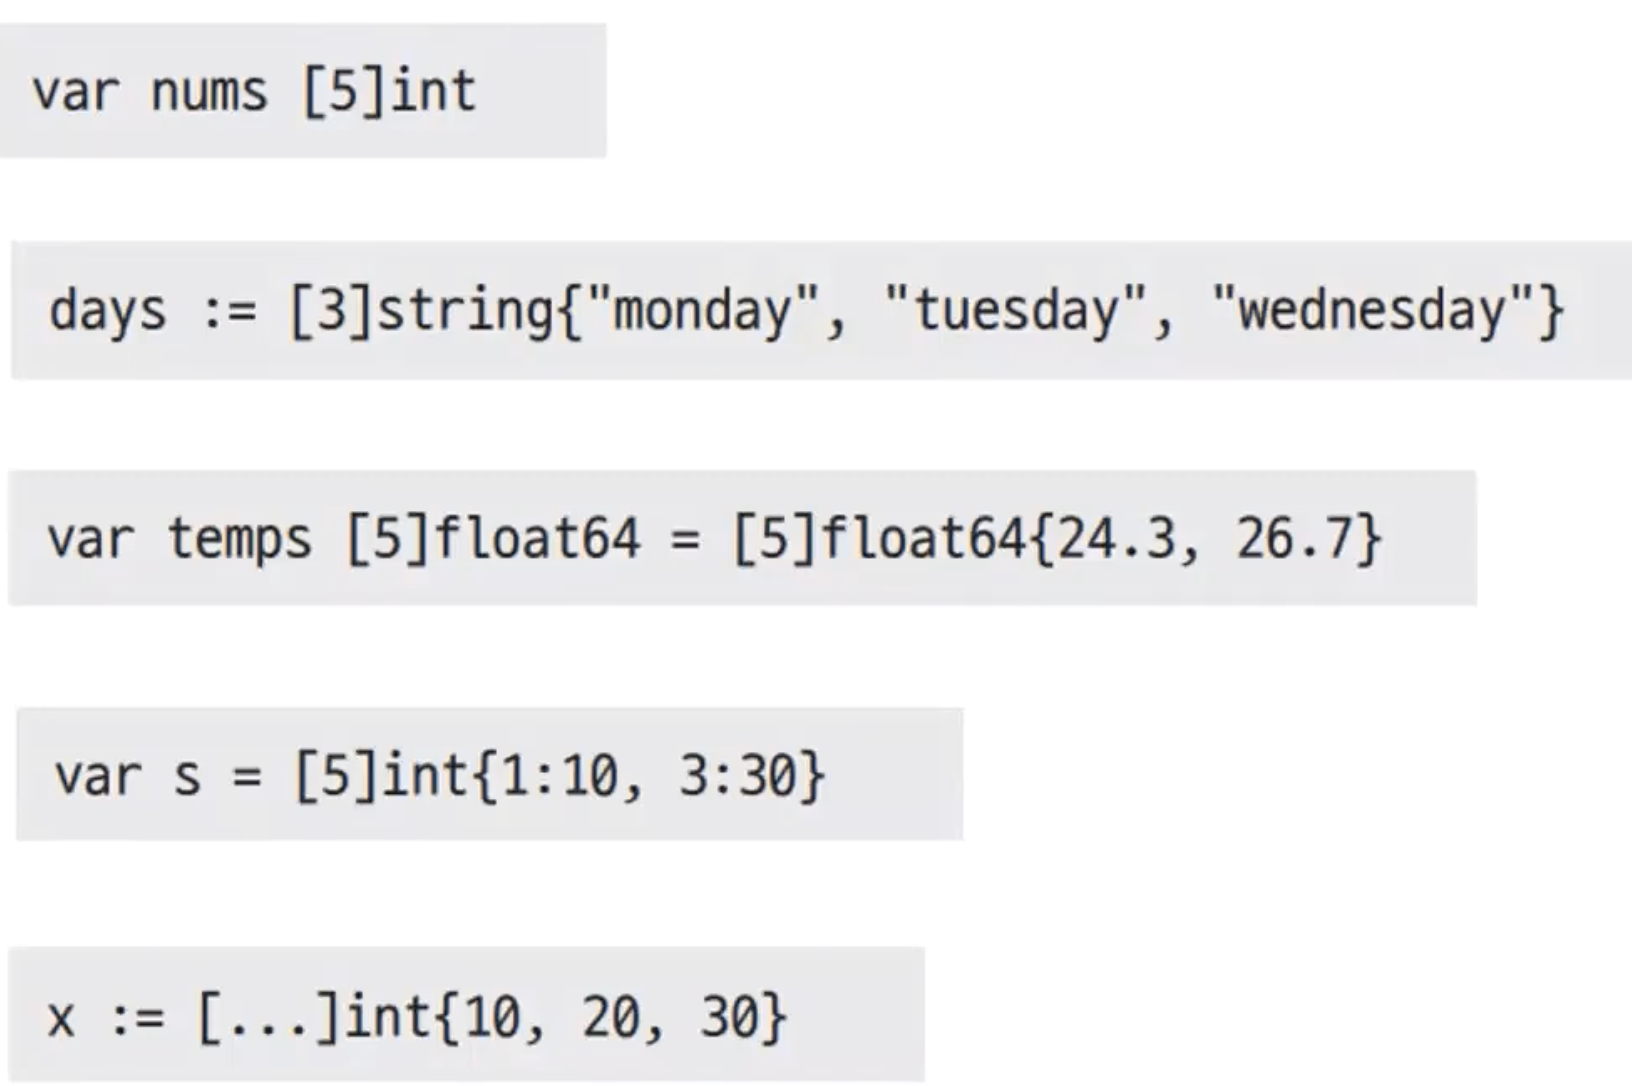 var nums [5]int
days := [3]string{"monday", "tuesday", "wednesday"}
var temps [5]float64 = [5]float64{24.3, 26.7}
var s = [5]int{1:10, 3:30}
x := [...]int{10, 20, 30}